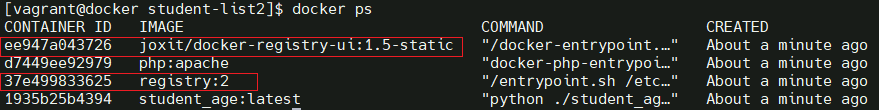 [vagrant@docker student-list2]$ docker ps
CONTAINER ID IMAGE COMMAND CREATED
ee947a043726 joxit/docker-registry-ui:1.5-static "/docker-entrypoint.…" About a minute ago
d7449ee92979 php:apache "docker-php-entrypoi…" About a minute ago
37e499833625 registry:2 "/entrypoint.sh /etc…" About a minute ago
1935b25b4394 student_age:latest "python ./student_ag…" About a minute ago